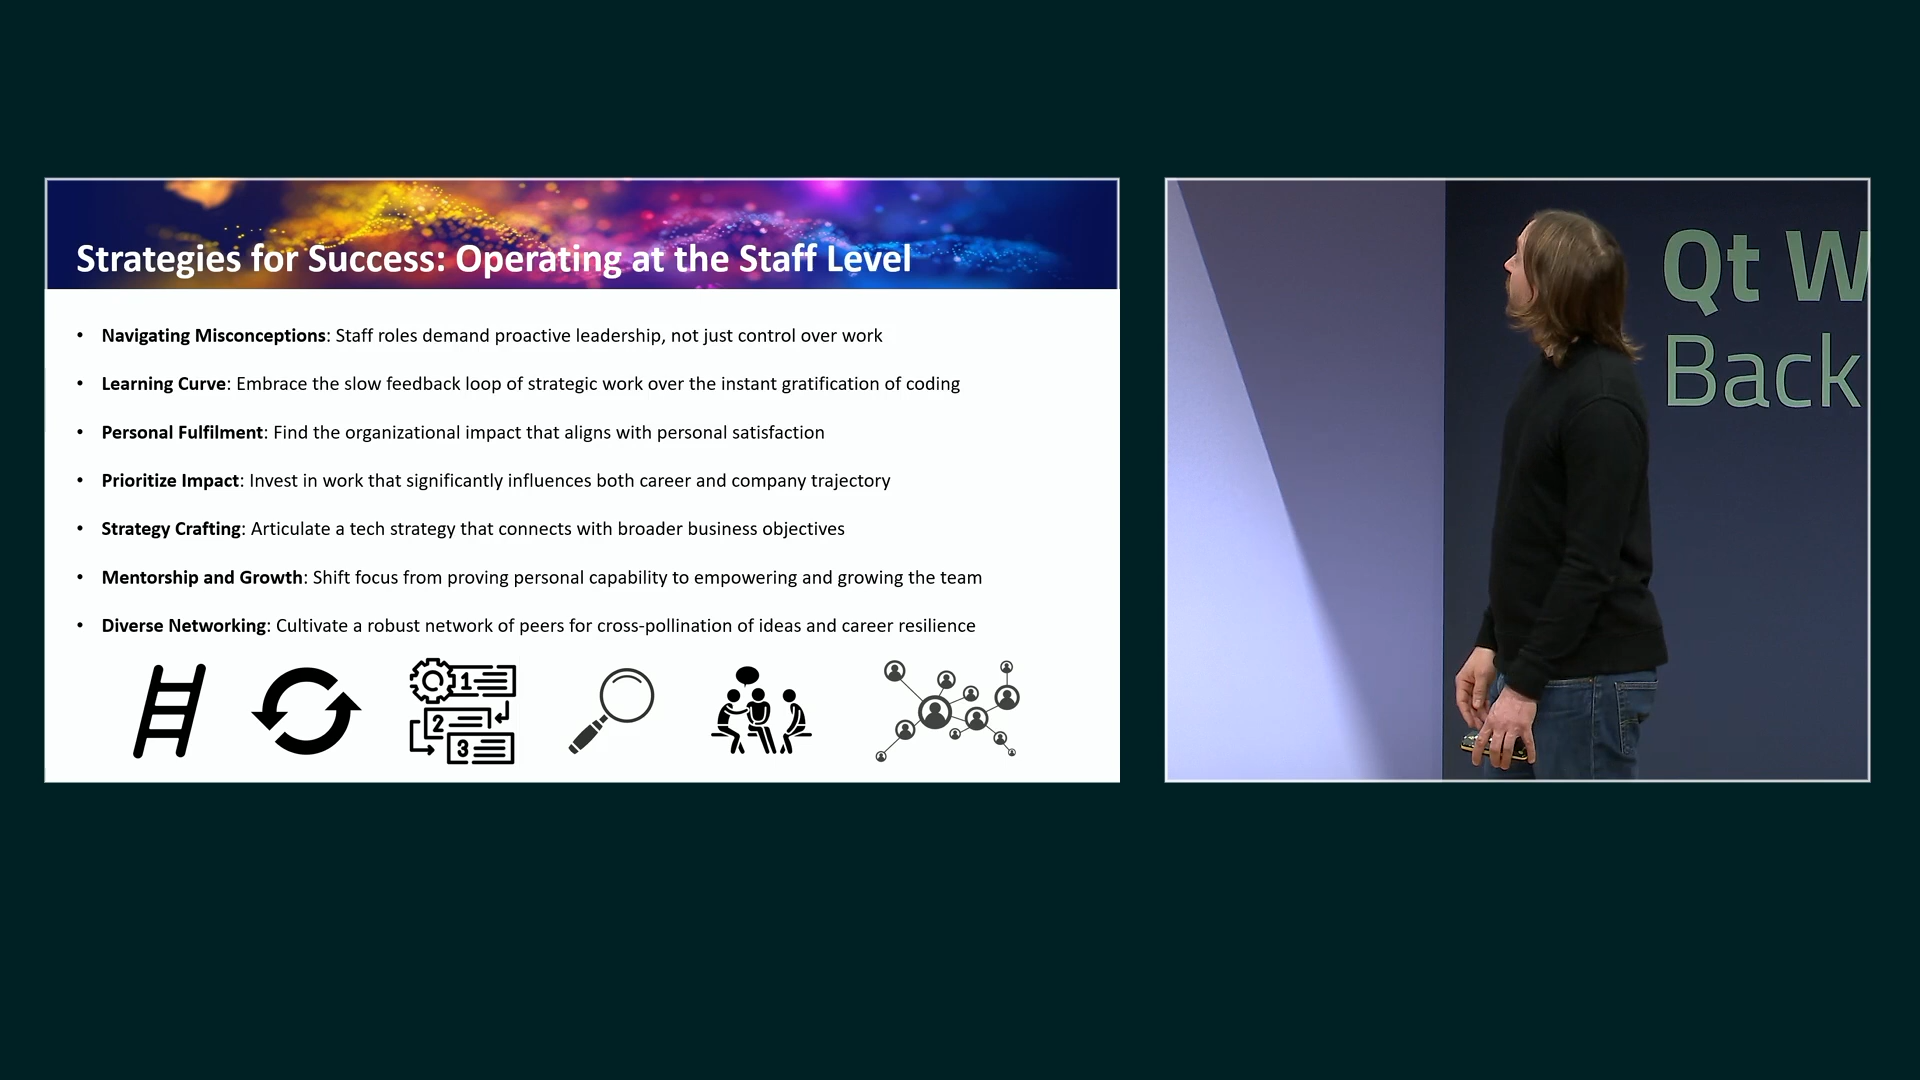 Strategies for Success: Operating at the Staff Level
• Navigating Misconceptions: Staff roles demand proactive leadership, not just control over work
• Learning Curve: Embrace the slow feedback loop of strategic work over the instant gratification of coding
• Personal Fulfilment: Find the organizational impact that aligns with personal satisfaction
• Prioritize Impact: Invest in work that significantly influences both career and company trajectory
• Strategy Crafting: Articulate a tech strategy that connects with broader business objectives
• Mentorship and Growth: Shift focus from proving personal capability to empowering and growing the team
• Diverse Networking: Cultivate a robust network of peers for cross-pollination of ideas and career resilience
1
2
3
Qt W
Back